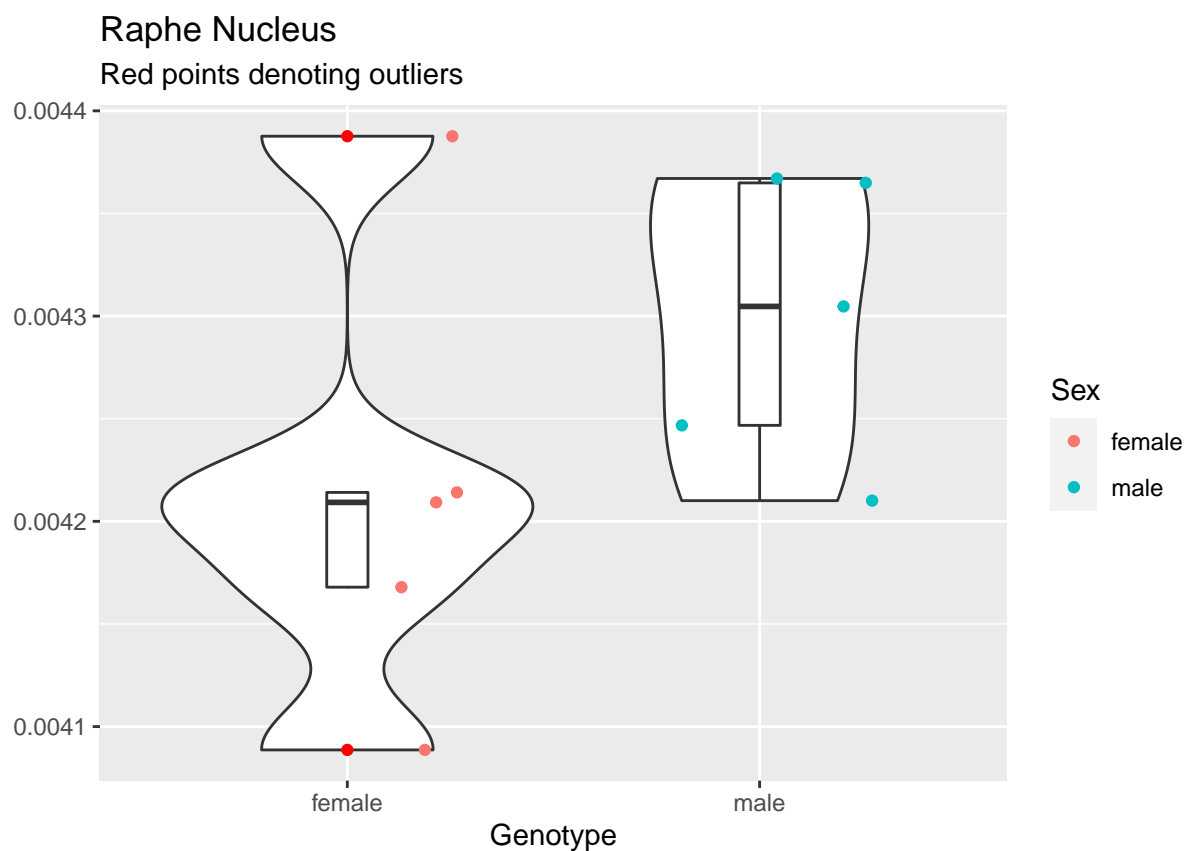 Raphe Nucleus
Red points denoting outliers
0.0044
0.0043
0.0042
0.0041
female
male
Genotype
Sex
female
male